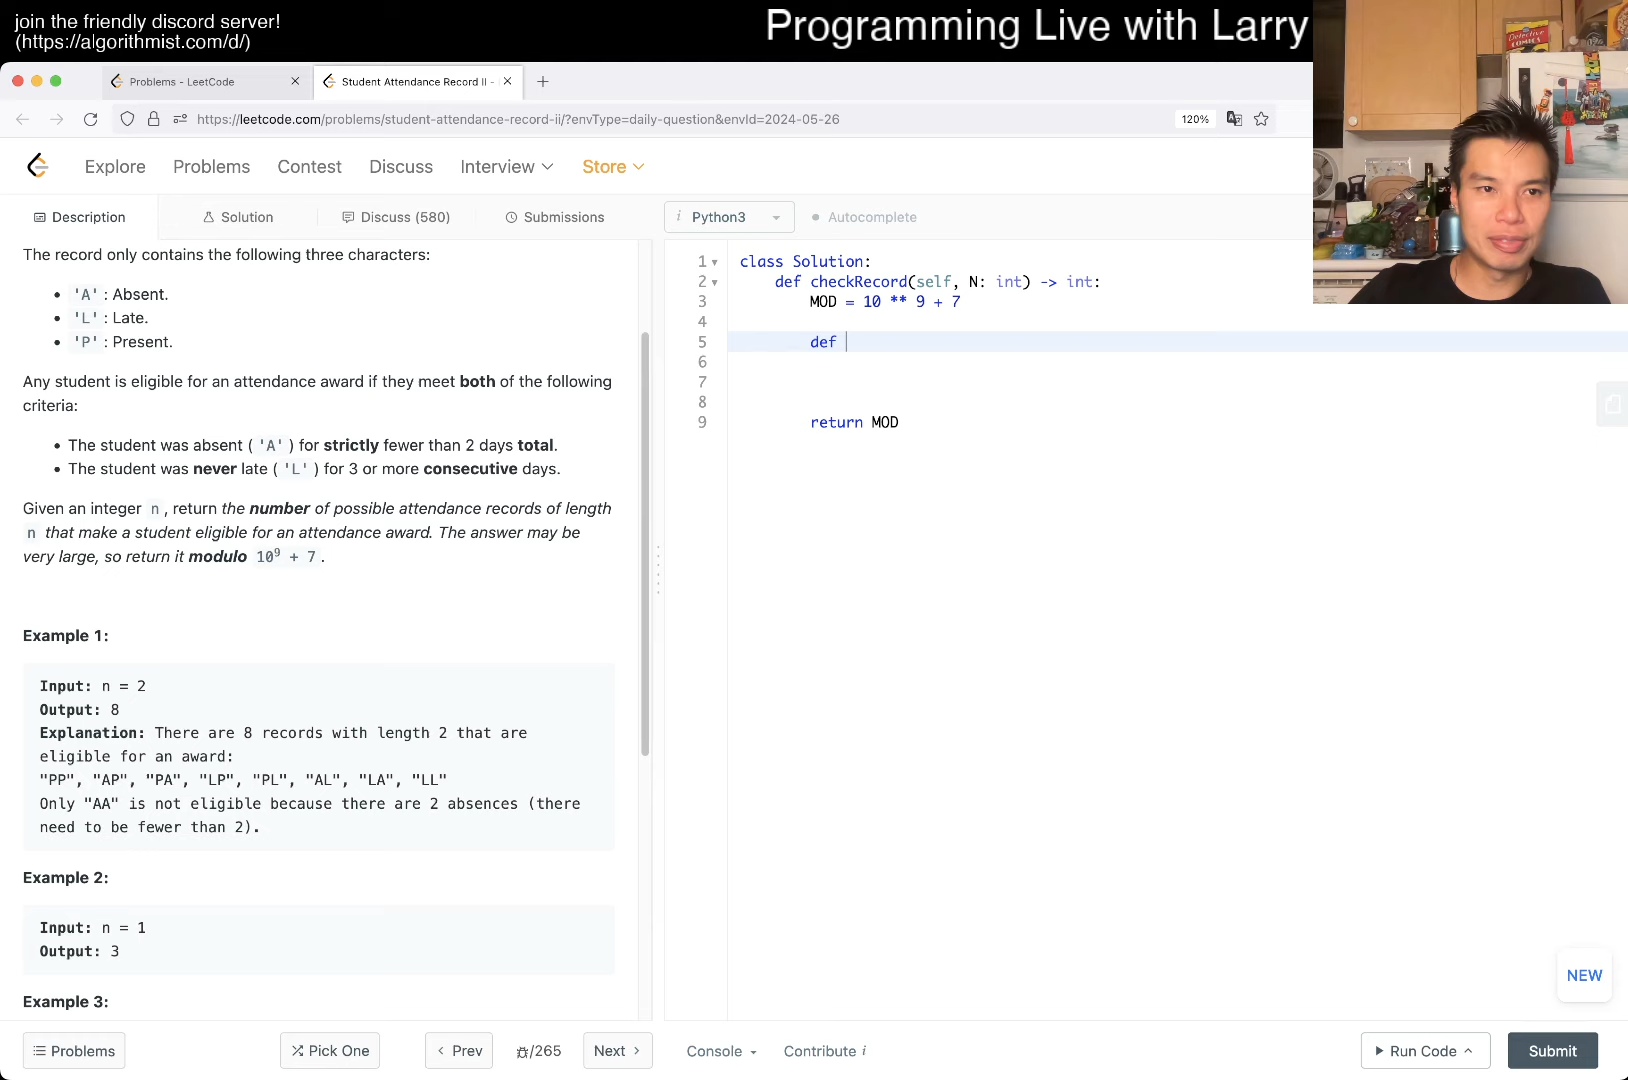 join the friendly discord server!
(https://algorithmist.com/d/)
Programming Live with Larry
Problems - LeetCode
Student Attendance Record II -
https://leetcode.com/problems/student-attendance-record-ii/?envType=daily-question&envId=2024-05-26
120%
Explore Problems Contest Discuss Interview Store
Description Solution Discuss (580) Submissions
i Python3 Autocomplete
The record only contains the following three characters:
• 'A' : Absent.
• 'L' : Late.
• 'P' : Present.
Any student is eligible for an attendance award if they meet both of the following
criteria:
• The student was absent ( 'A' ) for strictly fewer than 2 days total.
• The student was never late ( 'L' ) for 3 or more consecutive days.
Given an integer n , return the number of possible attendance records of length
n that make a student eligible for an attendance award. The answer may be
very large, so return it modulo 10⁹ + 7 .
Example 1:
Input: n = 2
Output: 8
Explanation: There are 8 records with length 2 that are
eligible for an award:
"PP", "AP", "PA", "LP", "PL", "AL", "LA", "LL"
Only "AA" is not eligible because there are 2 absences (there
need to be fewer than 2).
Example 2:
Input: n = 1
Output: 3
Example 3:
1 class Solution:
2 def checkRecord(self, N: int) -> int:
3 MOD = 10 ** 9 + 7
4
5 def
6
7
8
9 return MOD
NEW
Problems Pick One Prev /265 Next Console Contribute i
Run Code Submit
DETECTIVE COMICS